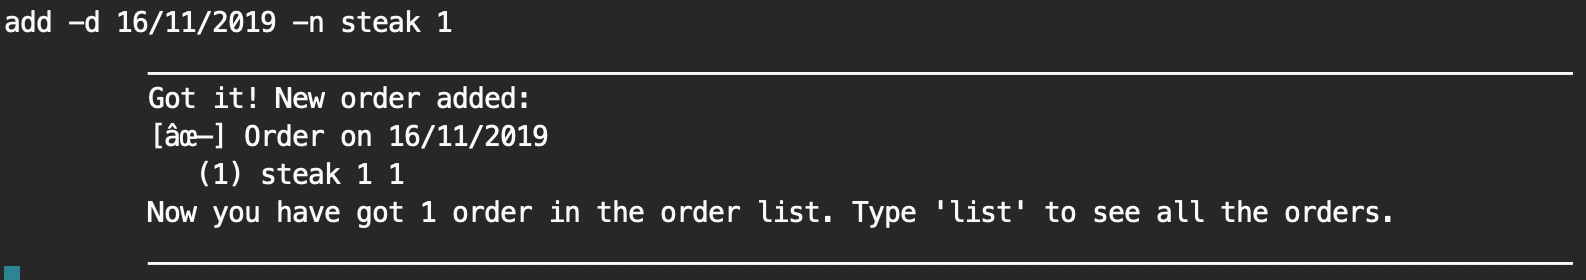 add -d 16/11/2019 -n steak 1
Got it! New order added:
[âœ—] Order on 16/11/2019
(1) steak 1 1
Now you have got 1 order in the order list. Type 'list' to see all the orders.